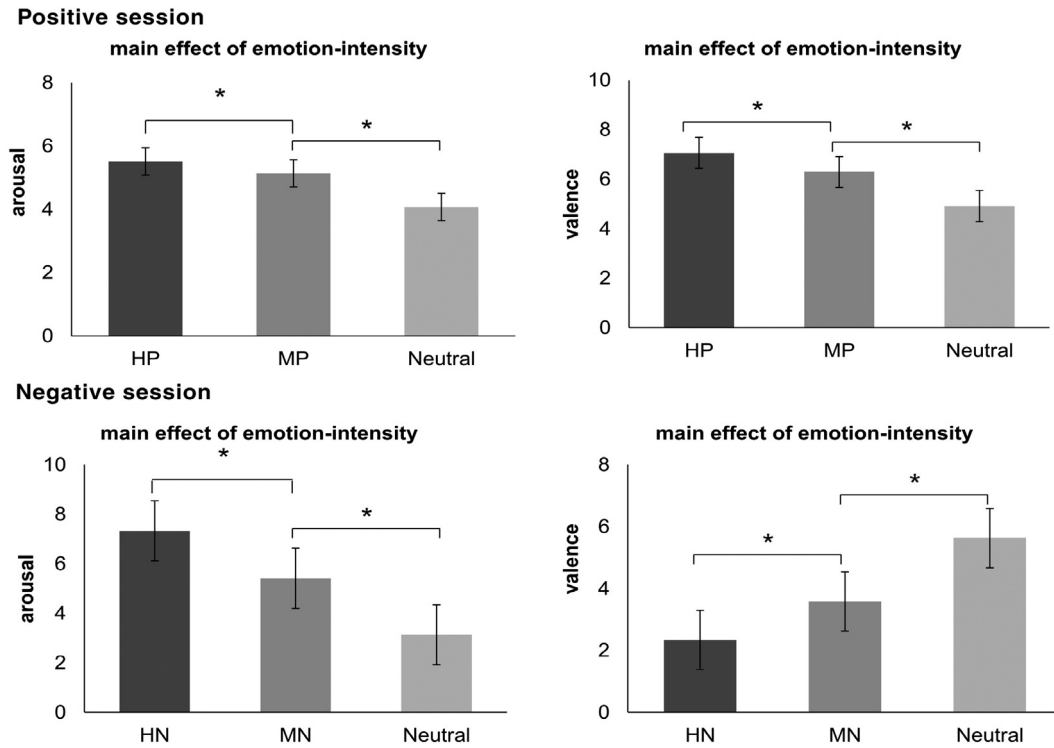 Positive session
main effect of emotion-intensity
8
6
4
2
0
arousal
*
*
HP MP Neutral
main effect of emotion-intensity
10
8
6
4
2
0
valence
*
*
HP MP Neutral
Negative session
main effect of emotion-intensity
10
8
6
4
2
0
arousal
*
*
HN MN Neutral
main effect of emotion-intensity
8
6
4
2
0
valence
*
*
HN MN Neutral